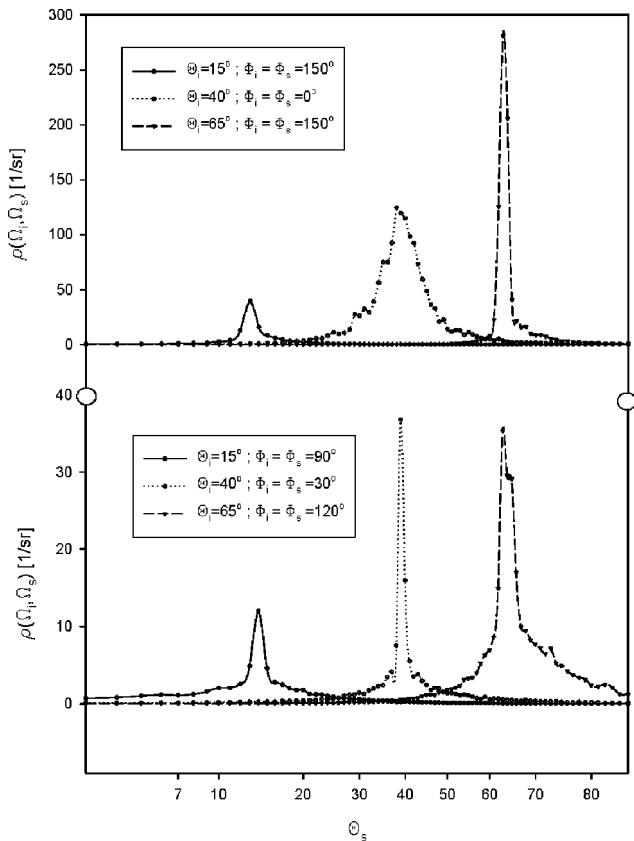 300
250
200
150
100
50
0
ρ(Ω_i,Ω_s) [1/sr]
Θ_i=15° ; Φ_i = Φ_s=150°
Θ_i=40° ; Φ_i = Φ_s=0°
Θ_i=65° ; Φ_i = Φ_s=150°
40
30
20
10
0
ρ(Ω_i,Ω_s) [1/sr]
Θ_i=15° ; Φ_i = Φ_s=90°
Θ_i=40° ; Φ_i = Φ_s=30°
Θ_i=65° ; Φ_i = Φ_s=120°
7 10 20 30 40 50 60 70 80
Θ_s